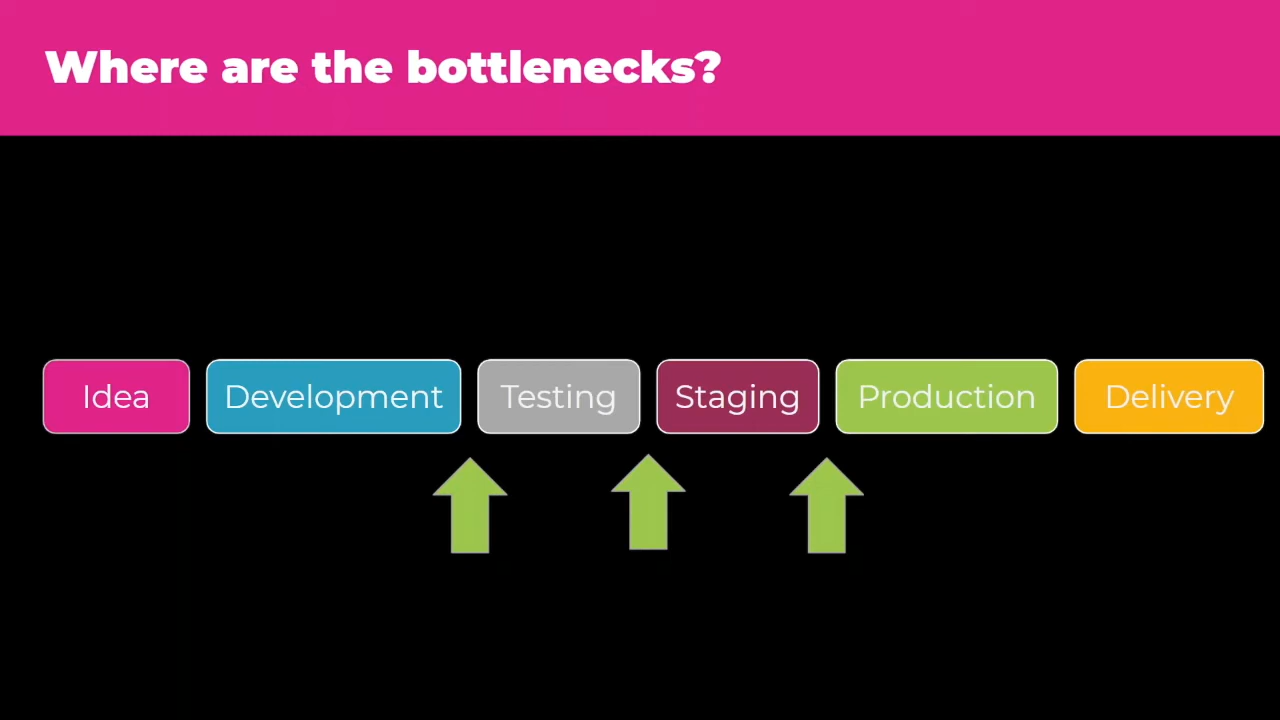 Where are the bottlenecks?
Idea Development Testing Staging Production Delivery